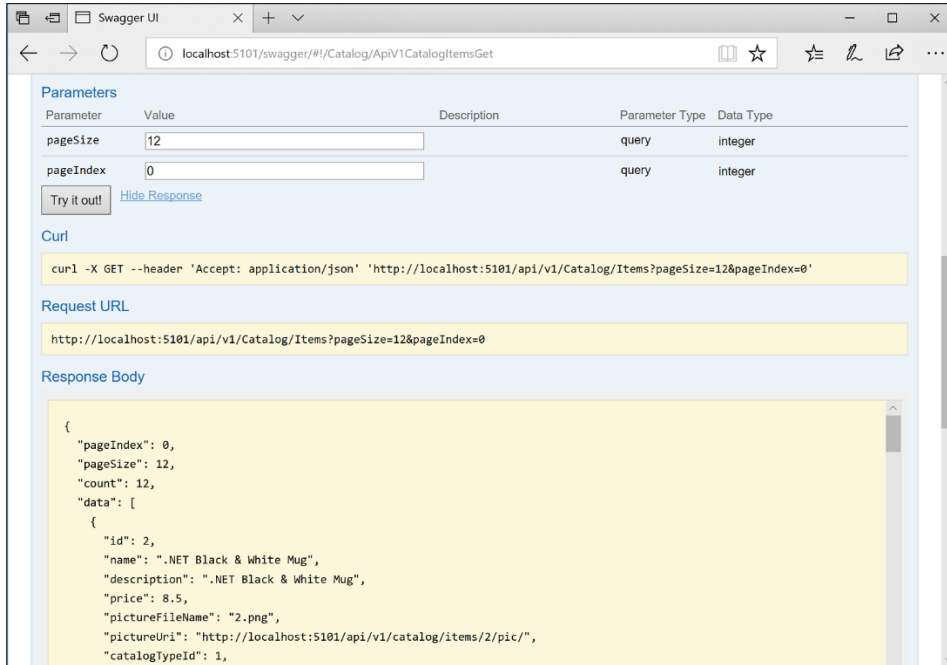 Swagger UI
localhost:5101/swagger/#!/Catalog/ApiV1CatalogItemsGet
Parameters
Parameter Value Description Parameter Type Data Type
pageSize 12 query integer
pageIndex 0 query integer
Try it out! Hide Response
Curl
curl -X GET --header 'Accept: application/json' 'http://localhost:5101/api/v1/Catalog/Items?pageSize=12&pageIndex=0'
Request URL
http://localhost:5101/api/v1/Catalog/Items?pageSize=12&pageIndex=0
Response Body
{
"pageIndex": 0,
"pageSize": 12,
"count": 12,
"data": [
{
"id": 2,
"name": ".NET Black & White Mug",
"description": ".NET Black & White Mug",
"price": 8.5,
"pictureFileName": "2.png",
"pictureUri": "http://localhost:5101/api/v1/catalog/items/2/pic/",
"catalogTypeId": 1,